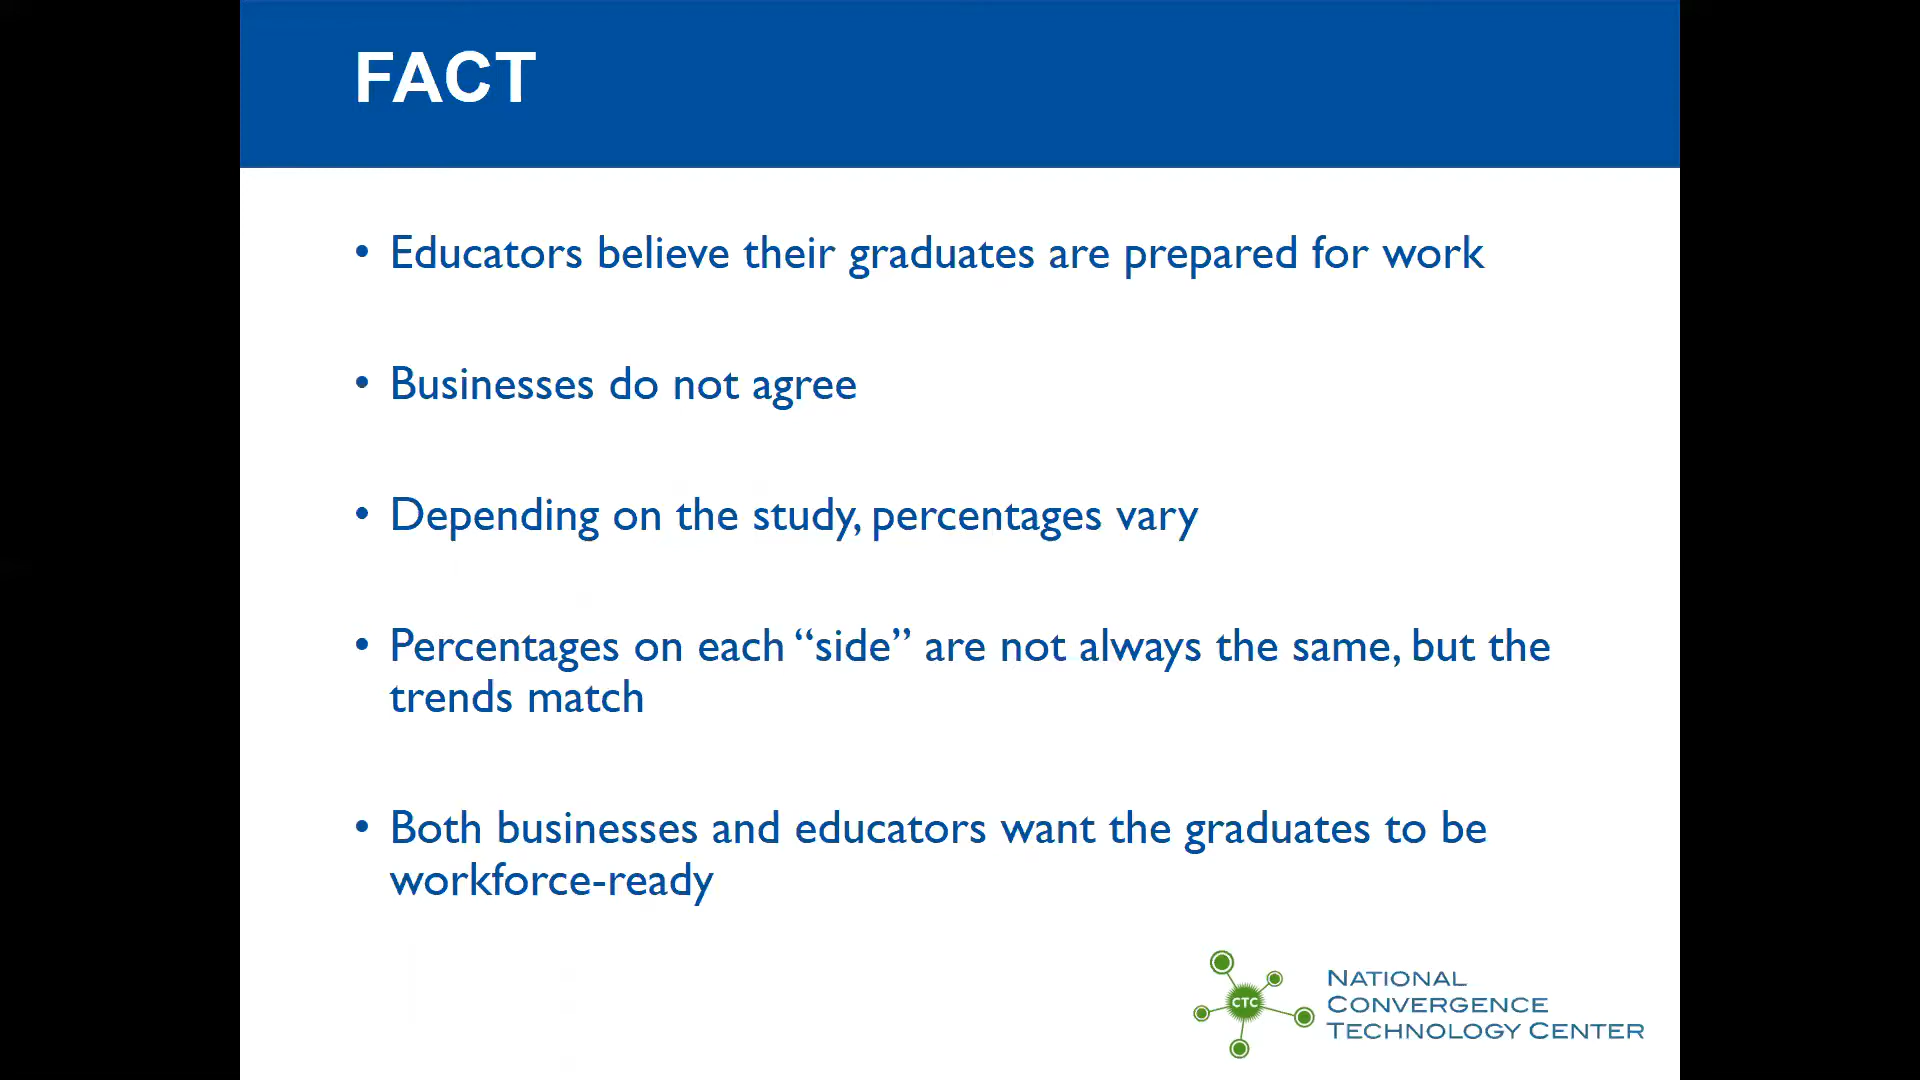 FACT
• Educators believe their graduates are prepared for work
• Businesses do not agree
• Depending on the study, percentages vary
• Percentages on each “side” are not always the same, but the
trends match
• Both businesses and educators want the graduates to be
workforce-ready
CTC
NATIONAL
CONVERGENCE
TECHNOLOGY CENTER